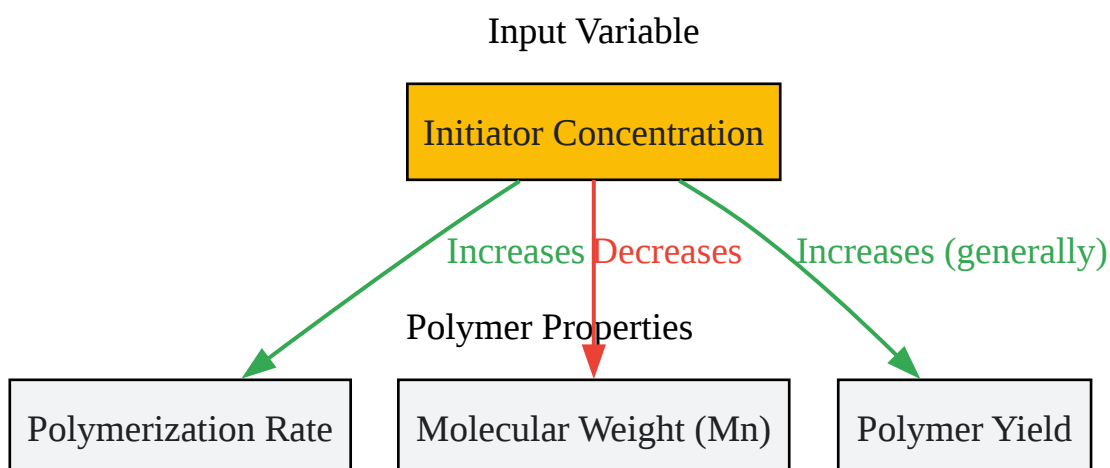 Input Variable
Initiator Concentration
Increases
Decreases
Increases (generally)
Polymer Properties
Polymerization Rate
Molecular Weight (Mn)
Polymer Yield